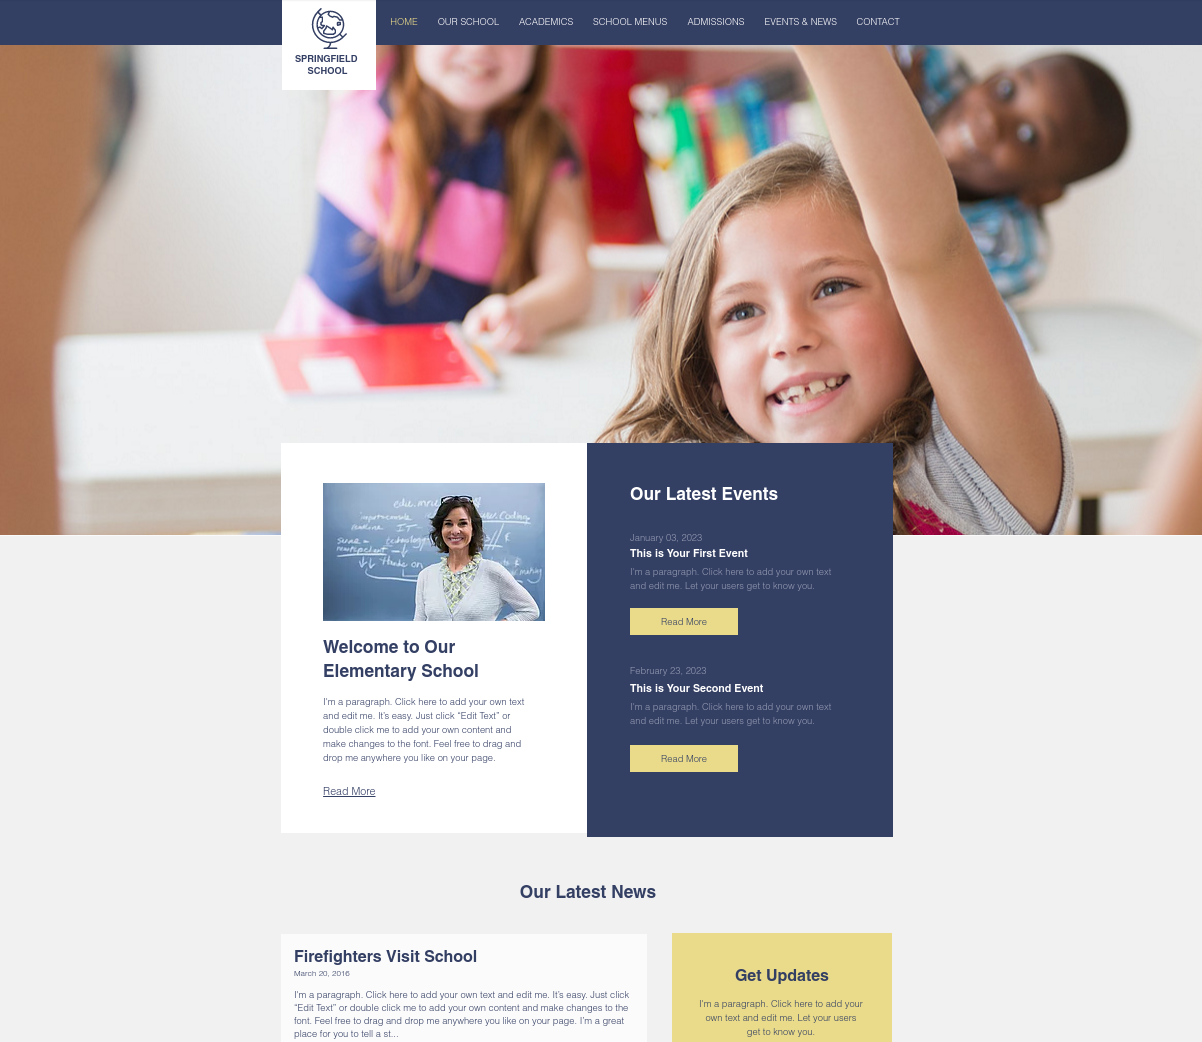 SPRINGFIELD
SCHOOL
HOME
OUR SCHOOL
ACADEMICS
SCHOOL MENUS
ADMISSIONS
EVENTS & NEWS
CONTACT
Welcome to Our
Elementary School
I'm a paragraph. Click here to add your own text
and edit me. It's easy. Just click “Edit Text” or
double click me to add your own content and
make changes to the font. Feel free to drag and
drop me anywhere you like on your page.
Read More
Our Latest Events
January 03, 2023
This is Your First Event
I'm a paragraph. Click here to add your own text
and edit me. Let your users get to know you.
Read More
February 23, 2023
This is Your Second Event
I'm a paragraph. Click here to add your own text
and edit me. Let your users get to know you.
Read More
Our Latest News
Firefighters Visit School
March 20, 2016
I'm a paragraph. Click here to add your own text and edit me. It's easy. Just click
“Edit Text” or double click me to add your own content and make changes to the
font. Feel free to drag and drop me anywhere you like on your page. I'm a great
place for you to tell a st...
Get Updates
I'm a paragraph. Click here to add your
own text and edit me. Let your users
get to know you.